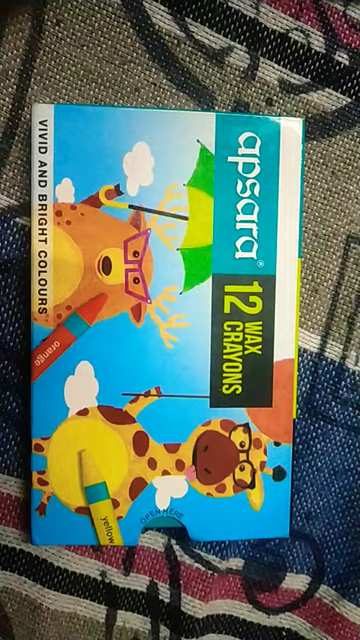 apsara®
12 WAX
CRAYONS
VIVID AND BRIGHT COLOURS
orange
yellow
OPEN HERE